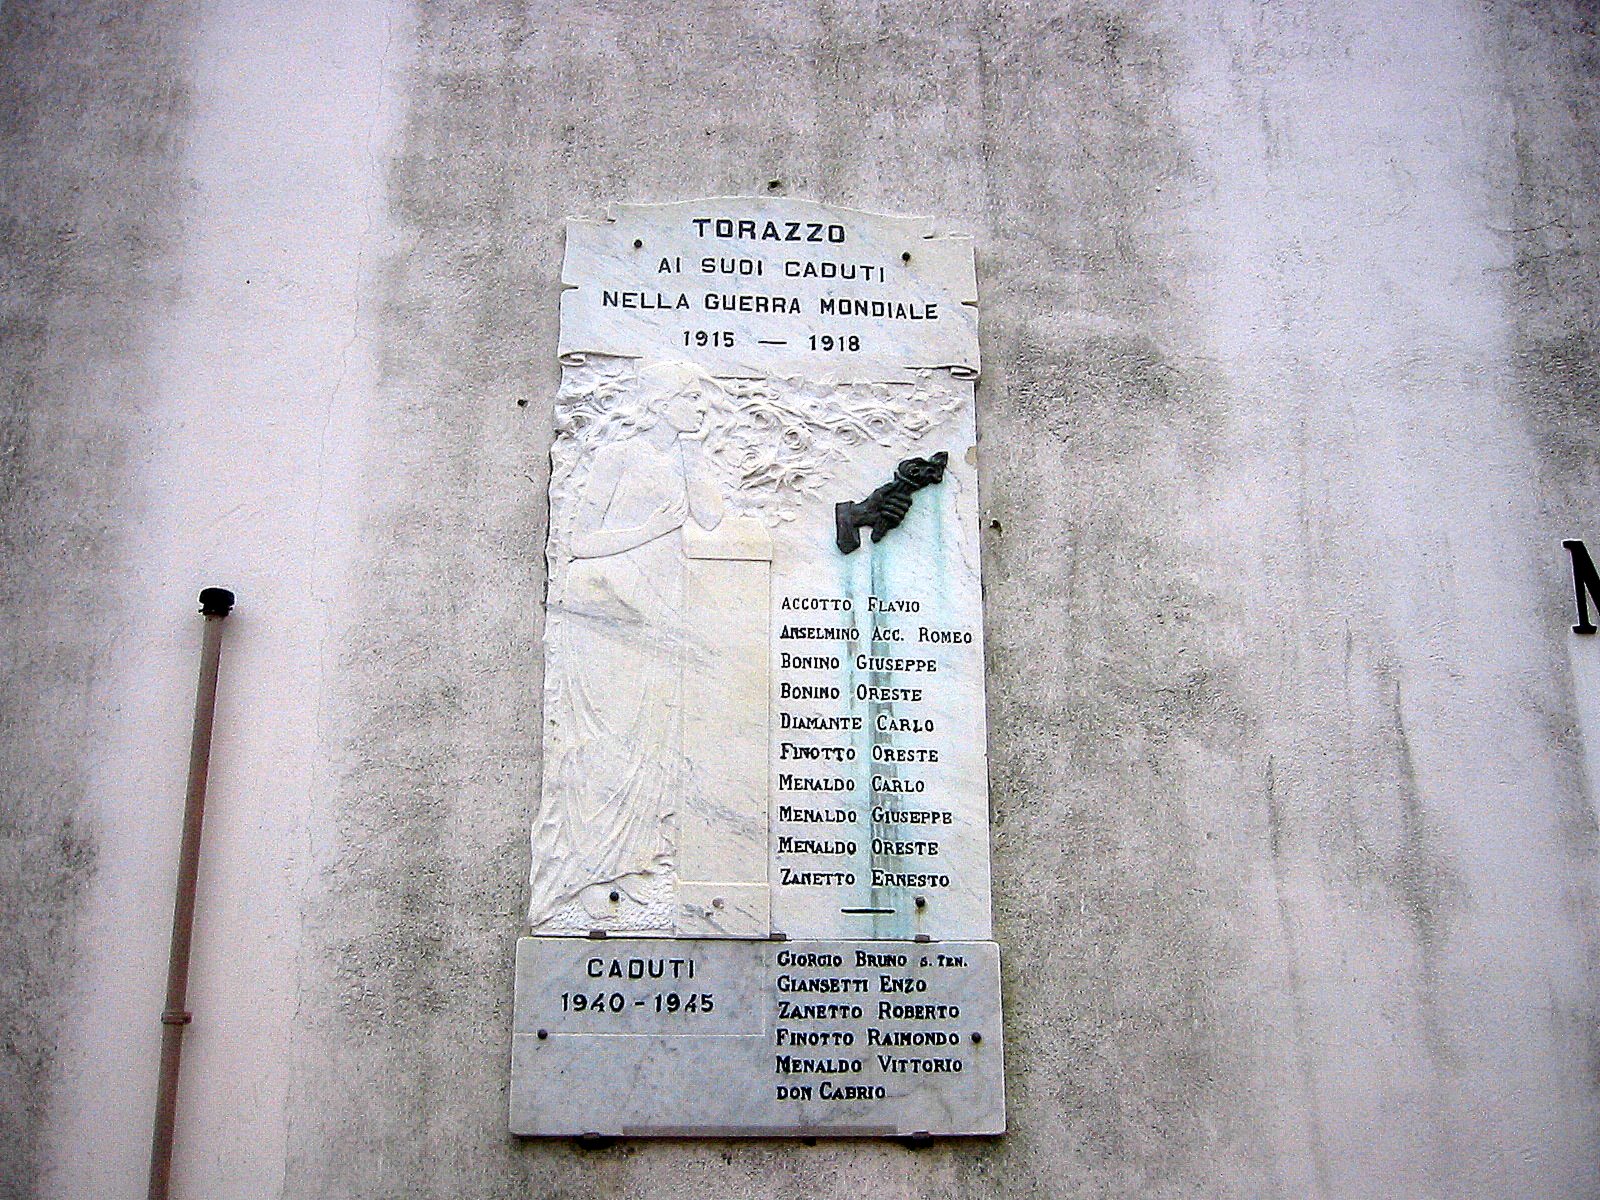 TORAZZO
AI SUOI CADUTI
NELLA GUERRA MONDIALE
1915 — 1918
ACCOTTO FLAVIO
ANSELMINO ACC. ROMEO
BONINO GIUSEPPE
BONINO ORESTE
DIAMANTE CARLO
FINOTTO ORESTE
MENALDO CARLO
MENALDO GIUSEPPE
MENALDO ORESTE
ZANETTO ERNESTO
CADUTI
1940 - 1945
GIORGIO BRUNO S. TEN.
GIANSETTI ENZO
ZANETTO ROBERTO
FINOTTO RAIMONDO
MENALDO VITTORIO
DON CABRIO